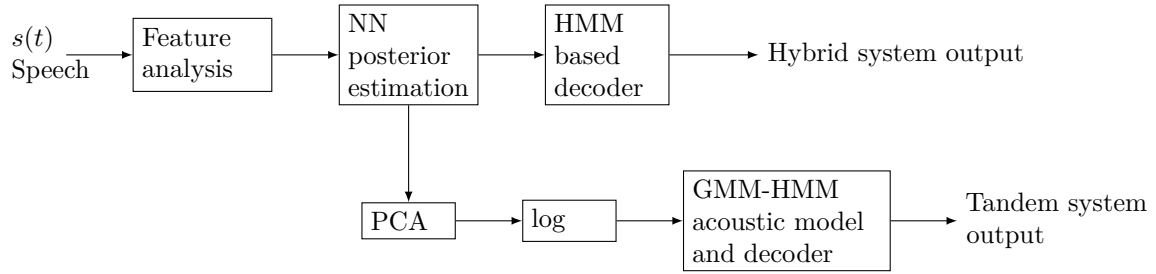 s(t)
Speech
Feature
analysis
NN
posterior
estimation
HMM
based
decoder
Hybrid system output
PCA
log
GMM-HMM
acoustic model
and decoder
Tandem system
output